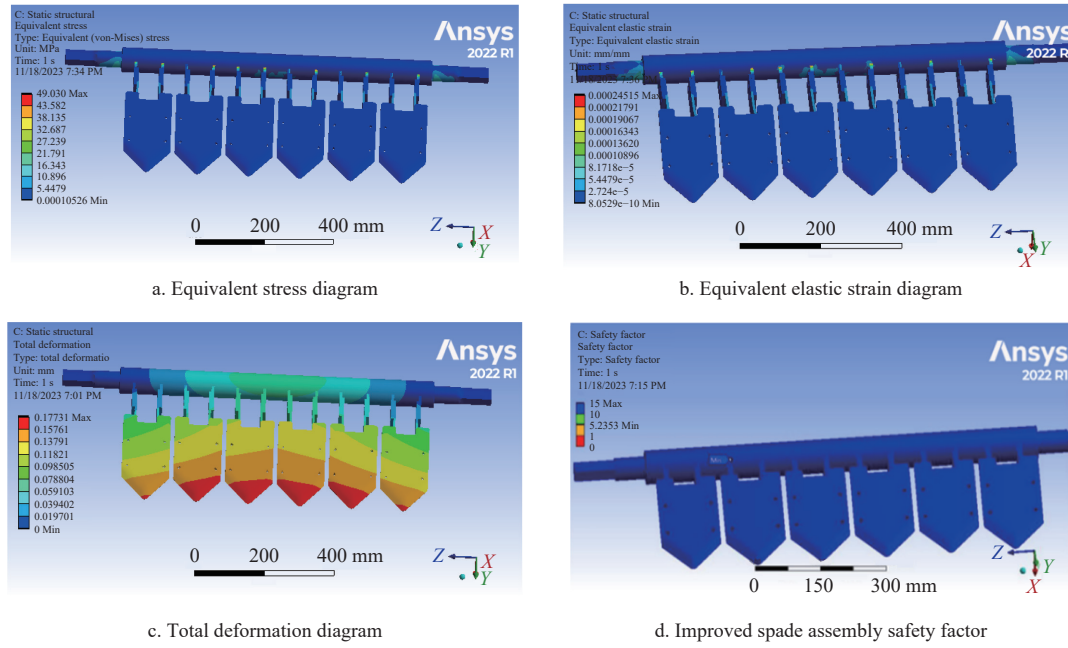 C: Static structural
Equivalent stress
Type: Equivalent (von-Mises) stress
Unit: MPa
Time: 1 s
11/18/2023 7:34 PM
49.030 Max
43.582
38.135
32.687
27.239
21.791
16.343
10.896
5.4479
0.00010526 Min
Ansys
2022 R1
0 200 400 mm
Z X
Y
a. Equivalent stress diagram
C: Static structural
Equivalent elastic strain
Type: Equivalent elastic strain
Unit: mm/mm
Time: 1 s
11/18/2023 7:36 PM
0.00024515 Max
0.00021791
0.00019067
0.00016343
0.00013620
0.00010896
8.1718e-5
5.4479e-5
2.724e-5
8.0529e-10 Min
Ansys
2022 R1
0 200 400 mm
Z
X Y
b. Equivalent elastic strain diagram
C: Static structural
Total deformation
Type: total deformatio
Unit: mm
Time: 1 s
11/18/2023 7:01 PM
0.17731 Max
0.15761
0.13791
0.11821
0.098505
0.078804
0.059103
0.039402
0.019701
0 Min
Ansys
2022 R1
0 200 400 mm
Z X
Y
c. Total deformation diagram
C: Safety factor
Safety factor
Type: Safety factor
Time: 1 s
11/18/2023 7:15 PM
15 Max
10
5.2353 Min
1
0
Ansys
2022 R1
0 150 300 mm
Z Y
X
d. Improved spade assembly safety factor